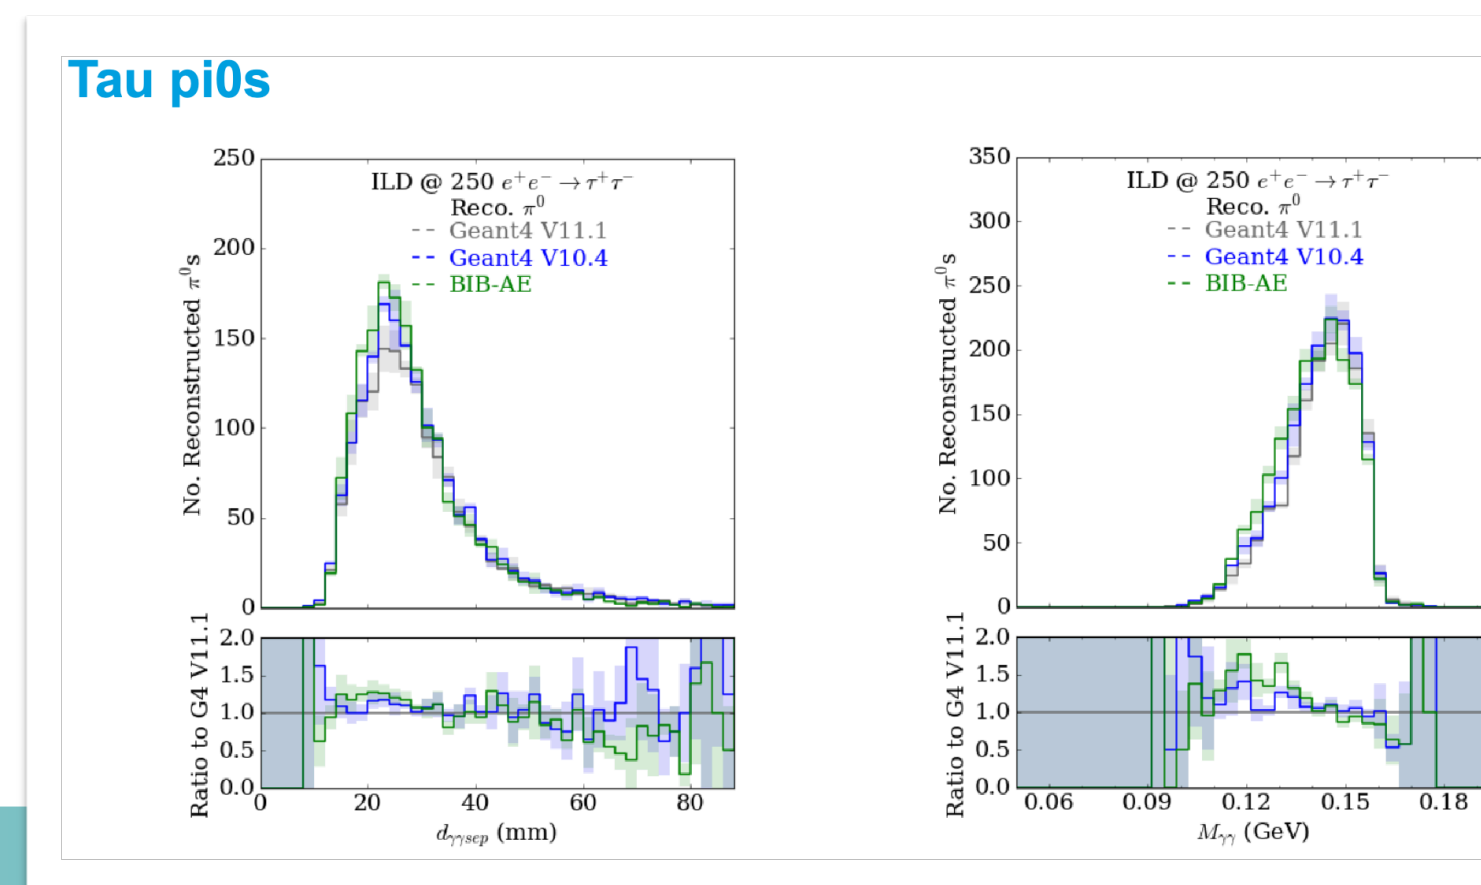 Tau pi0s
250
200
150
100
50
0
No. Reconstructed π⁰s
ILD @ 250 e⁺e⁻ → τ⁺τ⁻
Reco. π⁰
Geant4 V11.1
Geant4 V10.4
BIB-AE
2.0
1.5
1.0
0.5
0.0
Ratio to G4 V11.1
0 20 40 60 80
d_γγsep (mm)
350
300
250
200
150
100
50
0
No. Reconstructed π⁰s
ILD @ 250 e⁺e⁻ → τ⁺τ⁻
Reco. π⁰
Geant4 V11.1
Geant4 V10.4
BIB-AE
2.0
1.5
1.0
0.5
0.0
Ratio to G4 V11.1
0.06 0.09 0.12 0.15 0.18
M_γγ (GeV)